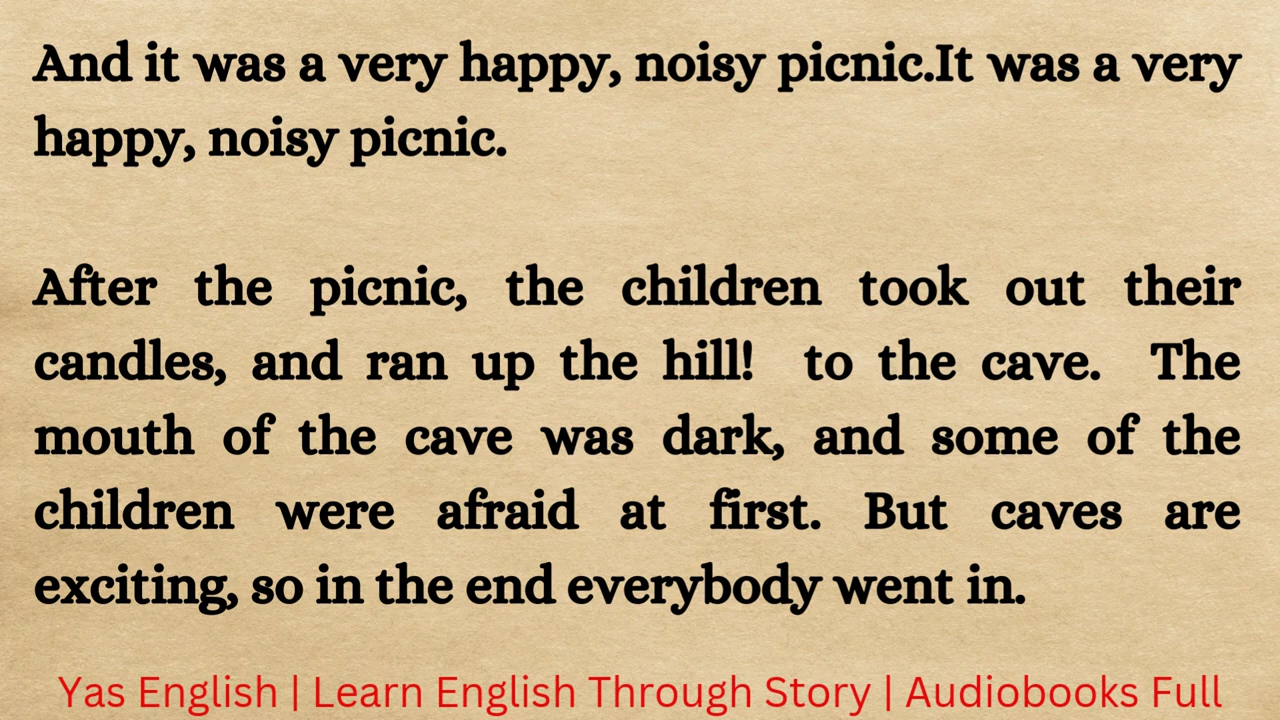 And it was a very happy, noisy picnic.It was a very
happy, noisy picnic.
After the picnic, the children took out their
candles, and ran up the hill! to the cave. The
mouth of the cave was dark, and some of the
children were afraid at first. But caves are
exciting, so in the end everybody went in.
Yas English | Learn English Through Story | Audiobooks Full